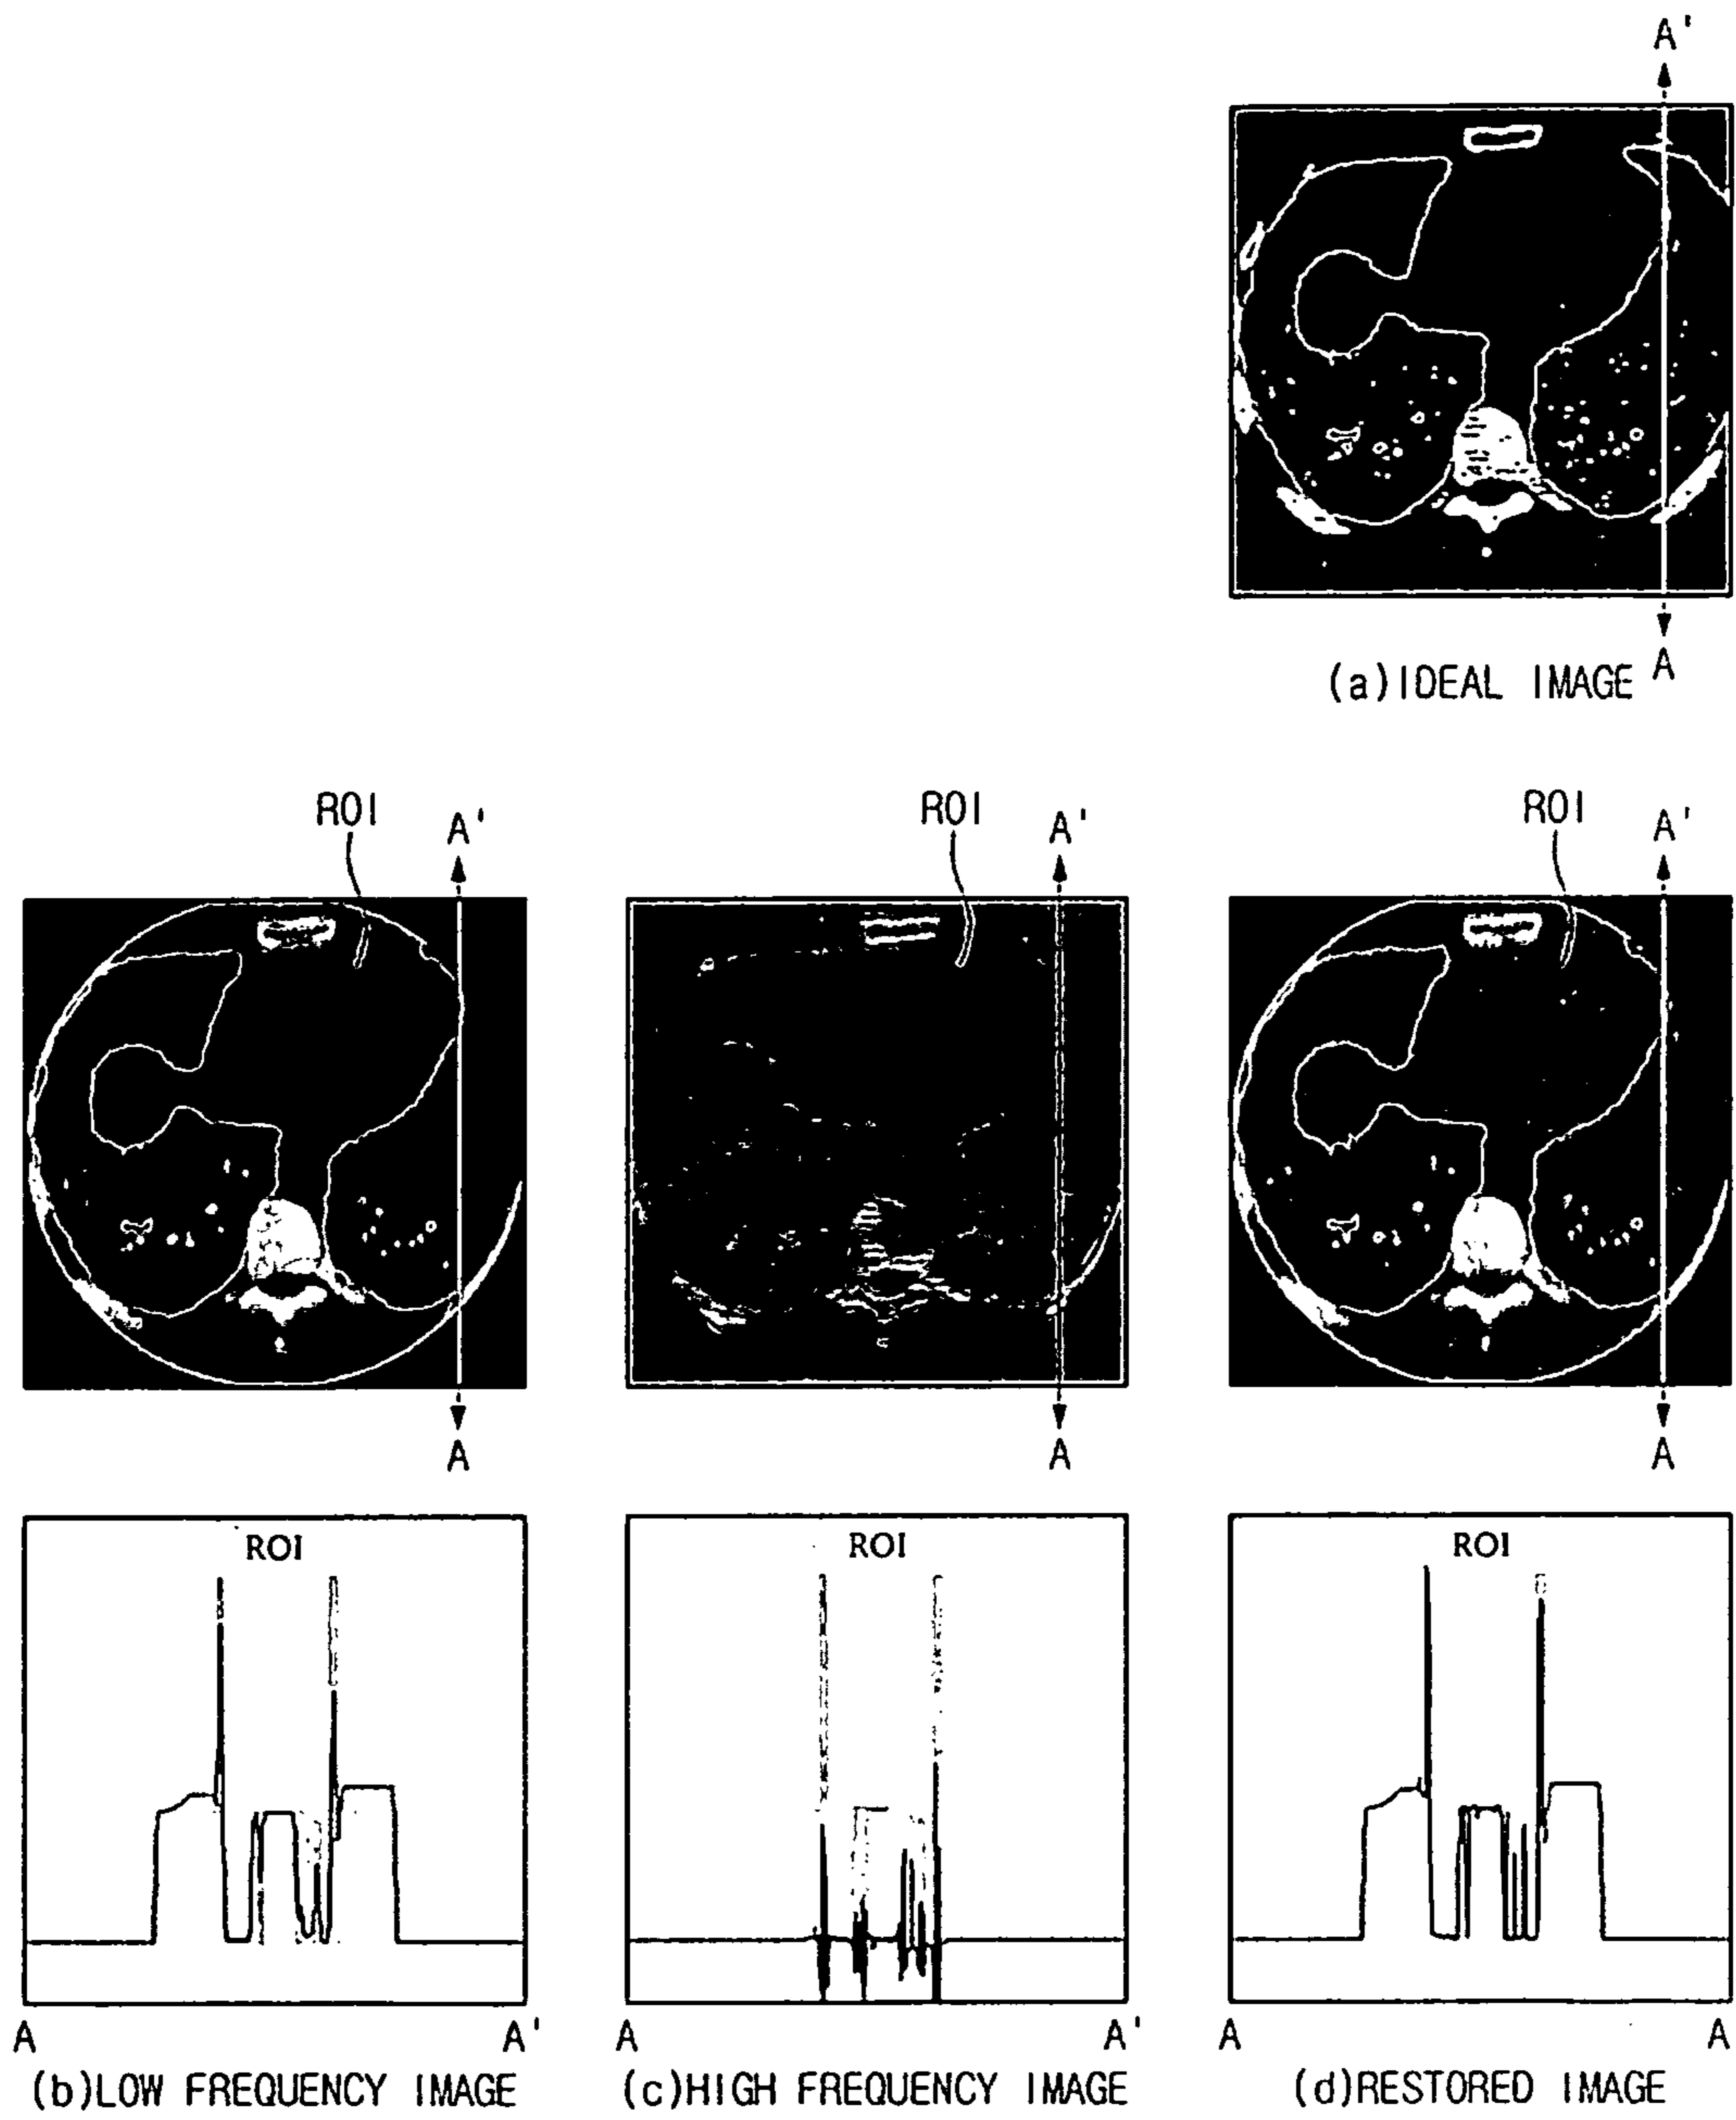 A'
A
(a)IDEAL IMAGE
ROI
A'
ROI
A'
ROI
A'
A
A
A
ROI
ROI
ROI
A
A'
A
A'
A
A
(b)LOW FREQUENCY IMAGE
(c)HIGH FREQUENCY IMAGE
(d)RESTORED IMAGE